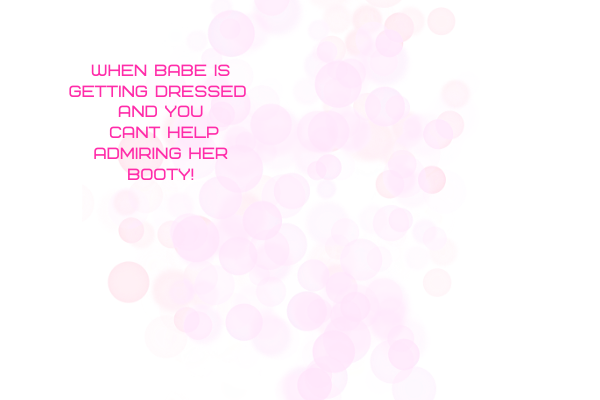 WHEN BABE IS
GETTING DRESSED
AND YOU
CANT HELP
ADMIRING HER
BOOTY!